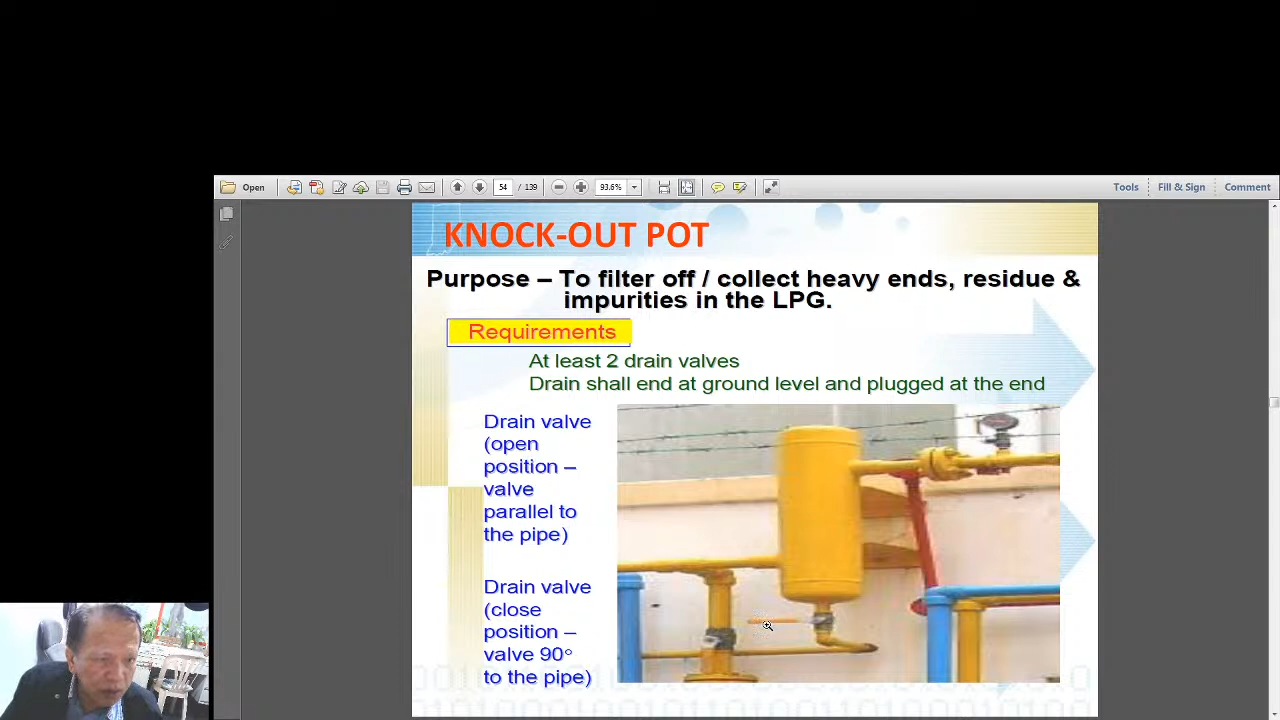 Open
54 / 139
93.6%
Tools
Fill & Sign
Comment
KNOCK-OUT POT
Purpose – To filter off / collect heavy ends, residue &
impurities in the LPG.
Requirements
At least 2 drain valves
Drain shall end at ground level and plugged at the end
Drain valve
(open
position –
valve
parallel to
the pipe)
Drain valve
(close
position –
valve 90°
to the pipe)